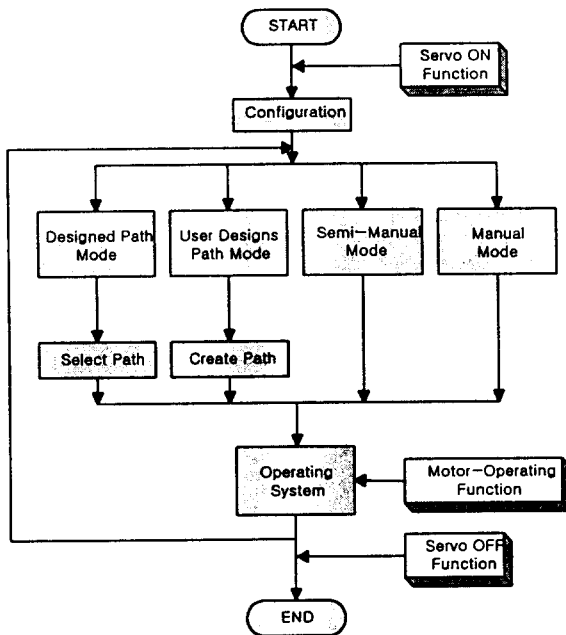 START
Servo ON
Function
Configuration
Designed Path
Mode
User Designs
Path Mode
Semi-Manual
Mode
Manual
Mode
Select Path
Create Path
Operating
System
Motor-Operating
Function
Servo OFF
Function
END